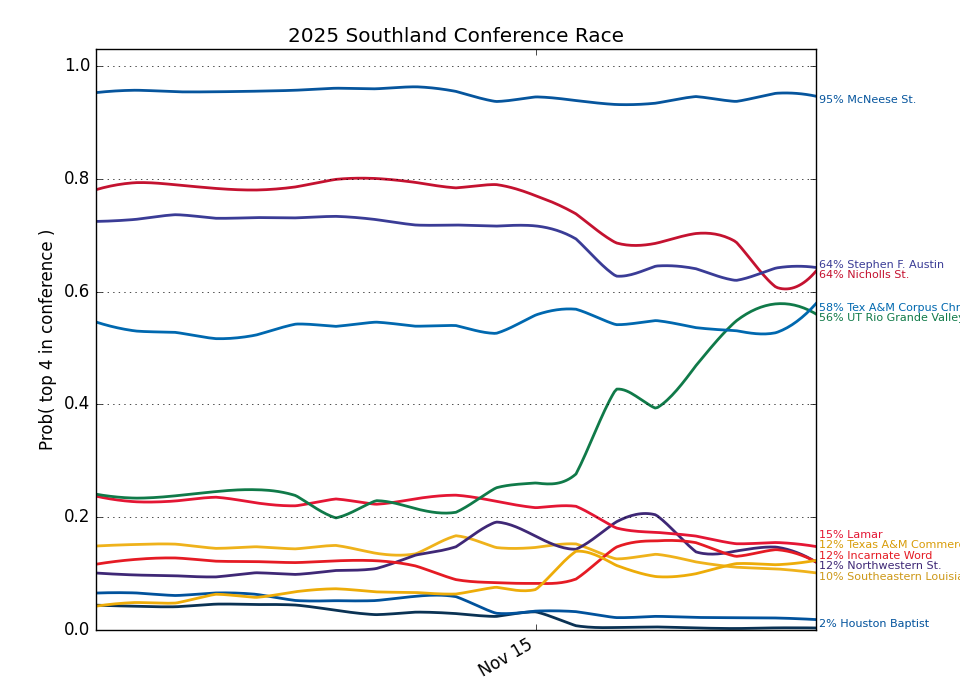 2025 Southland Conference Race
1.0
0.8
0.6
0.4
0.2
0.0
Prob( top 4 in conference )
Nov 15
95% McNeese St.
64% Stephen F. Austin
64% Nicholls St.
58% Tex A&M Corpus Chr
56% UT Rio Grande Valley
15% Lamar
12% Texas A&M Commerc
12% Incarnate Word
12% Northwestern St.
10% Southeastern Louisia
2% Houston Baptist